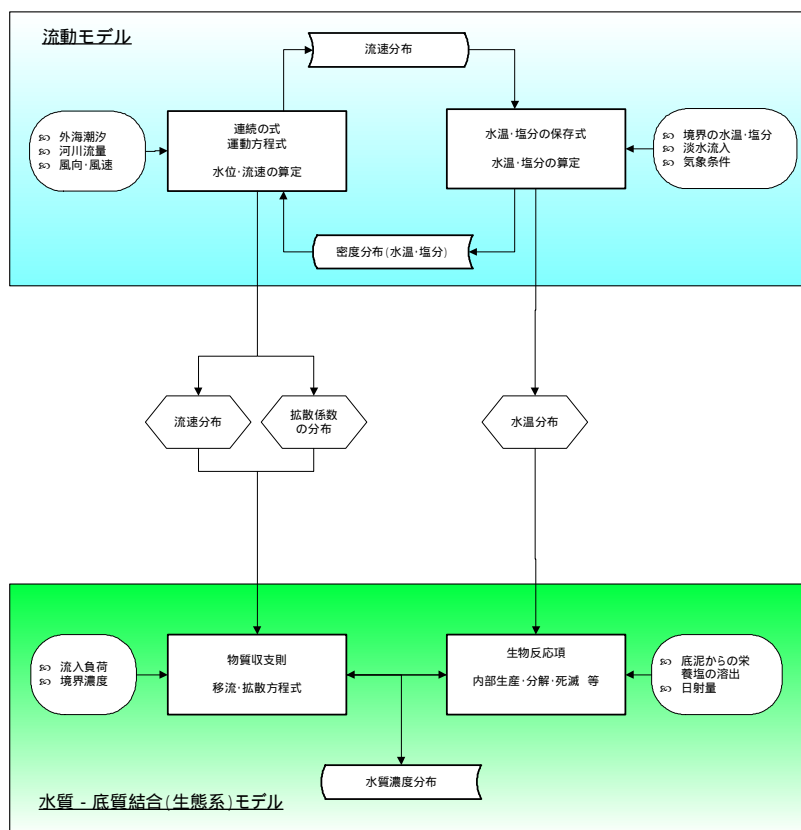 流動モデル
流速分布
外海潮汐
河川流量
風向・風速
連続の式
運動方程式
水位・流速の算定
水温・塩分の保存式
水温・塩分の算定
境界の水温・塩分
淡水流入
気象条件
密度分布(水温・塩分)
流速分布
拡散係数
の分布
水温分布
流入負荷
境界濃度
物質収支則
移流・拡散方程式
生物反応項
内部生産・分解・死滅 等
底泥からの栄
養塩の溶出
日射量
水質濃度分布
水質 - 底質結合(生態系)モデル